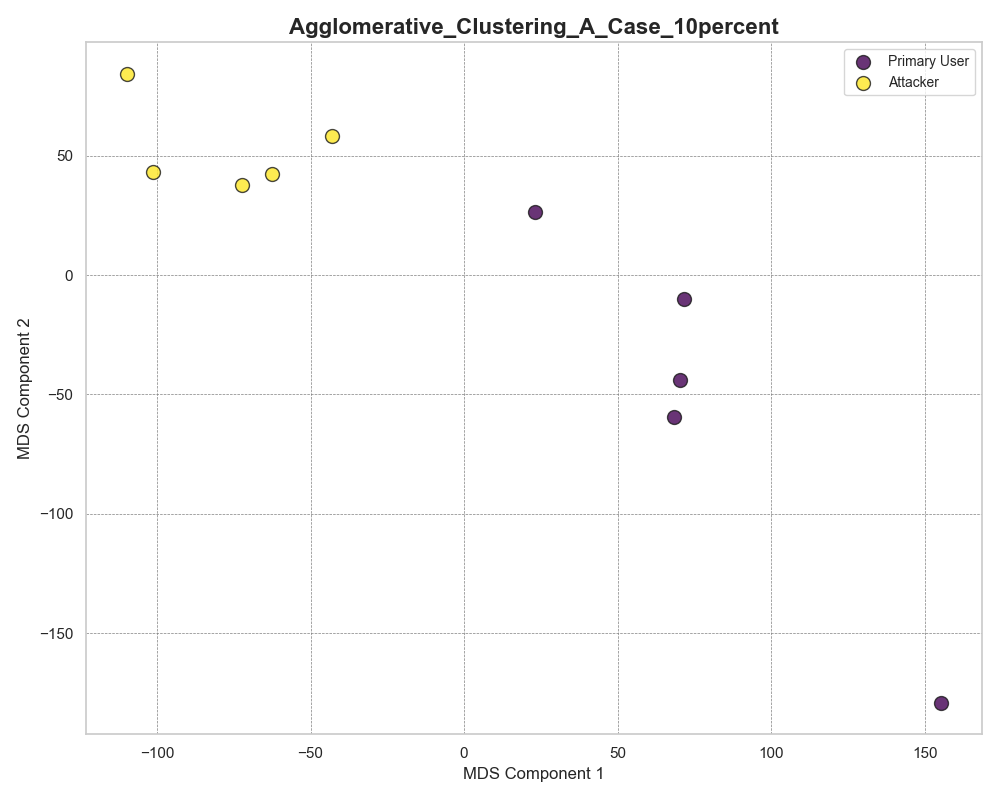 Agglomerative_Clustering_A_Case_10percent
Primary User
Attacker
50
0
−50
−100
−150
MDS Component 2
−100
−50
0
50
100
150
MDS Component 1